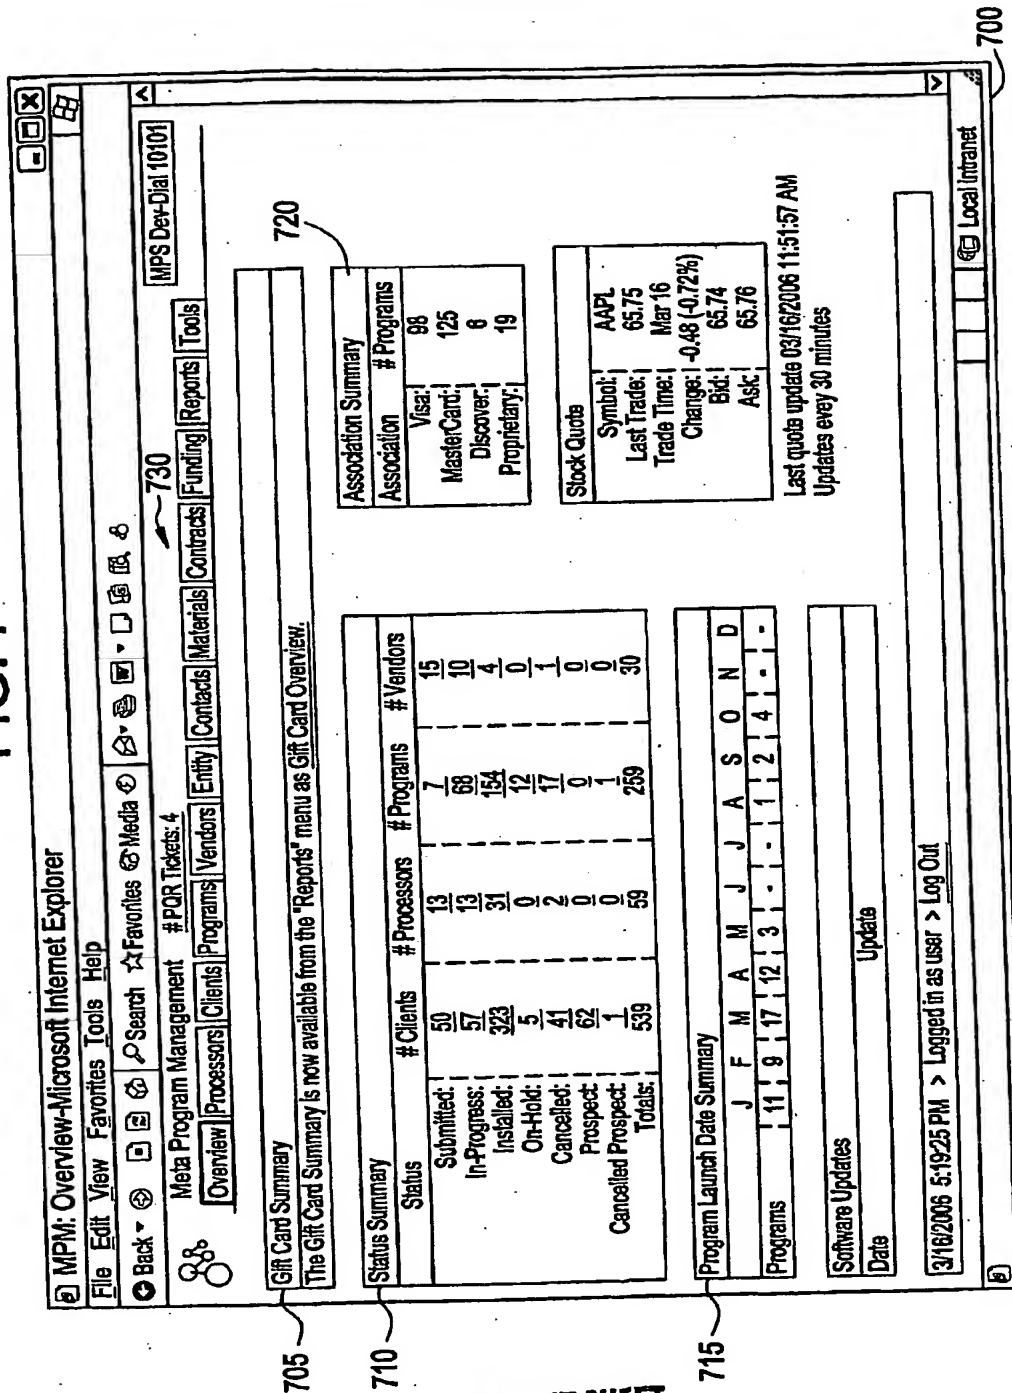 MPM: Overview-Microsoft Internet Explorer
File Edit View Favorites Tools Help
Back Search Favorites Media
Meta Program Management #PQR Tickets: 4 MPS Dev-Dial 10101
730
Overview Processors Clients Programs Vendors Entity Contacts Materials Contracts Funding Reports Tools
705
Gift Card Summary
The Gift Card Summary is now available from the "Reports" menu as Gift Card Overview.
710
Status Summary
Status # Clients # Processors # Programs # Vendors
Submitted: 50 13 7 15
In-Progress: 57 13 68 10
Installed: 323 31 154 4
On-Hold: 5 0 12 0
Cancelled: 41 2 17 1
Prospect: 62 0 0 0
Cancelled Prospect: 1 0 1 0
Totals: 539 59 259 30
720
Association Summary
Association # Programs
Visa: 98
MasterCard: 125
Discover: 6
Proprietary: 19
715
Program Launch Date Summary
J F M A M J J A S O N D
Programs 11 9 17 12 3 - - 1 2 4 - -
Stock Quote
Symbol: AAPL
Last Trade: 65.75
Trade Time: Mar 16
Change: -0.48 (-0.72%)
Bid: 65.74
Ask: 65.76
Last quote update 03/16/2006 11:51:57 AM
Updates evey 30 minutes
Software Updates
Date Update
3/16/2006 5:19:25 PM > Logged in as user > Log Out
Local intranet
700